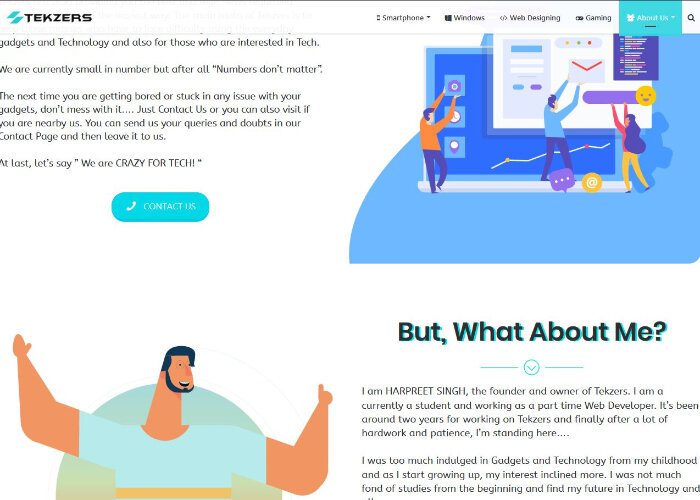 TEKZERS
Smartphone
Windows
Web Designing
Gaming
About Us
gadgets and Technology and also for those who are interested in Tech.
We are currently small in number but after all “Numbers don’t matter”.
The next time you are getting bored or stuck in any issue with your
gadgets, don’t mess with it…. Just Contact Us or you can also visit if
you are nearby us. You can send us your queries and doubts in our
Contact Page and then leave it to us.
At last, let’s say ” We are CRAZY FOR TECH! “
CONTACT US
But, What About Me?
I am HARPREET SINGH, the founder and owner of Tekzers. I am a
currently a student and working as a part time Web Developer. It’s been
around two years for working on Tekzers and finally after a lot of
hardwork and patience, I’m standing here….
I was too much indulged in Gadgets and Technology from my childhood
and as I start growing up, my interest inclined more. I was not much
fond of studies from the beginning and find my future in Technology and